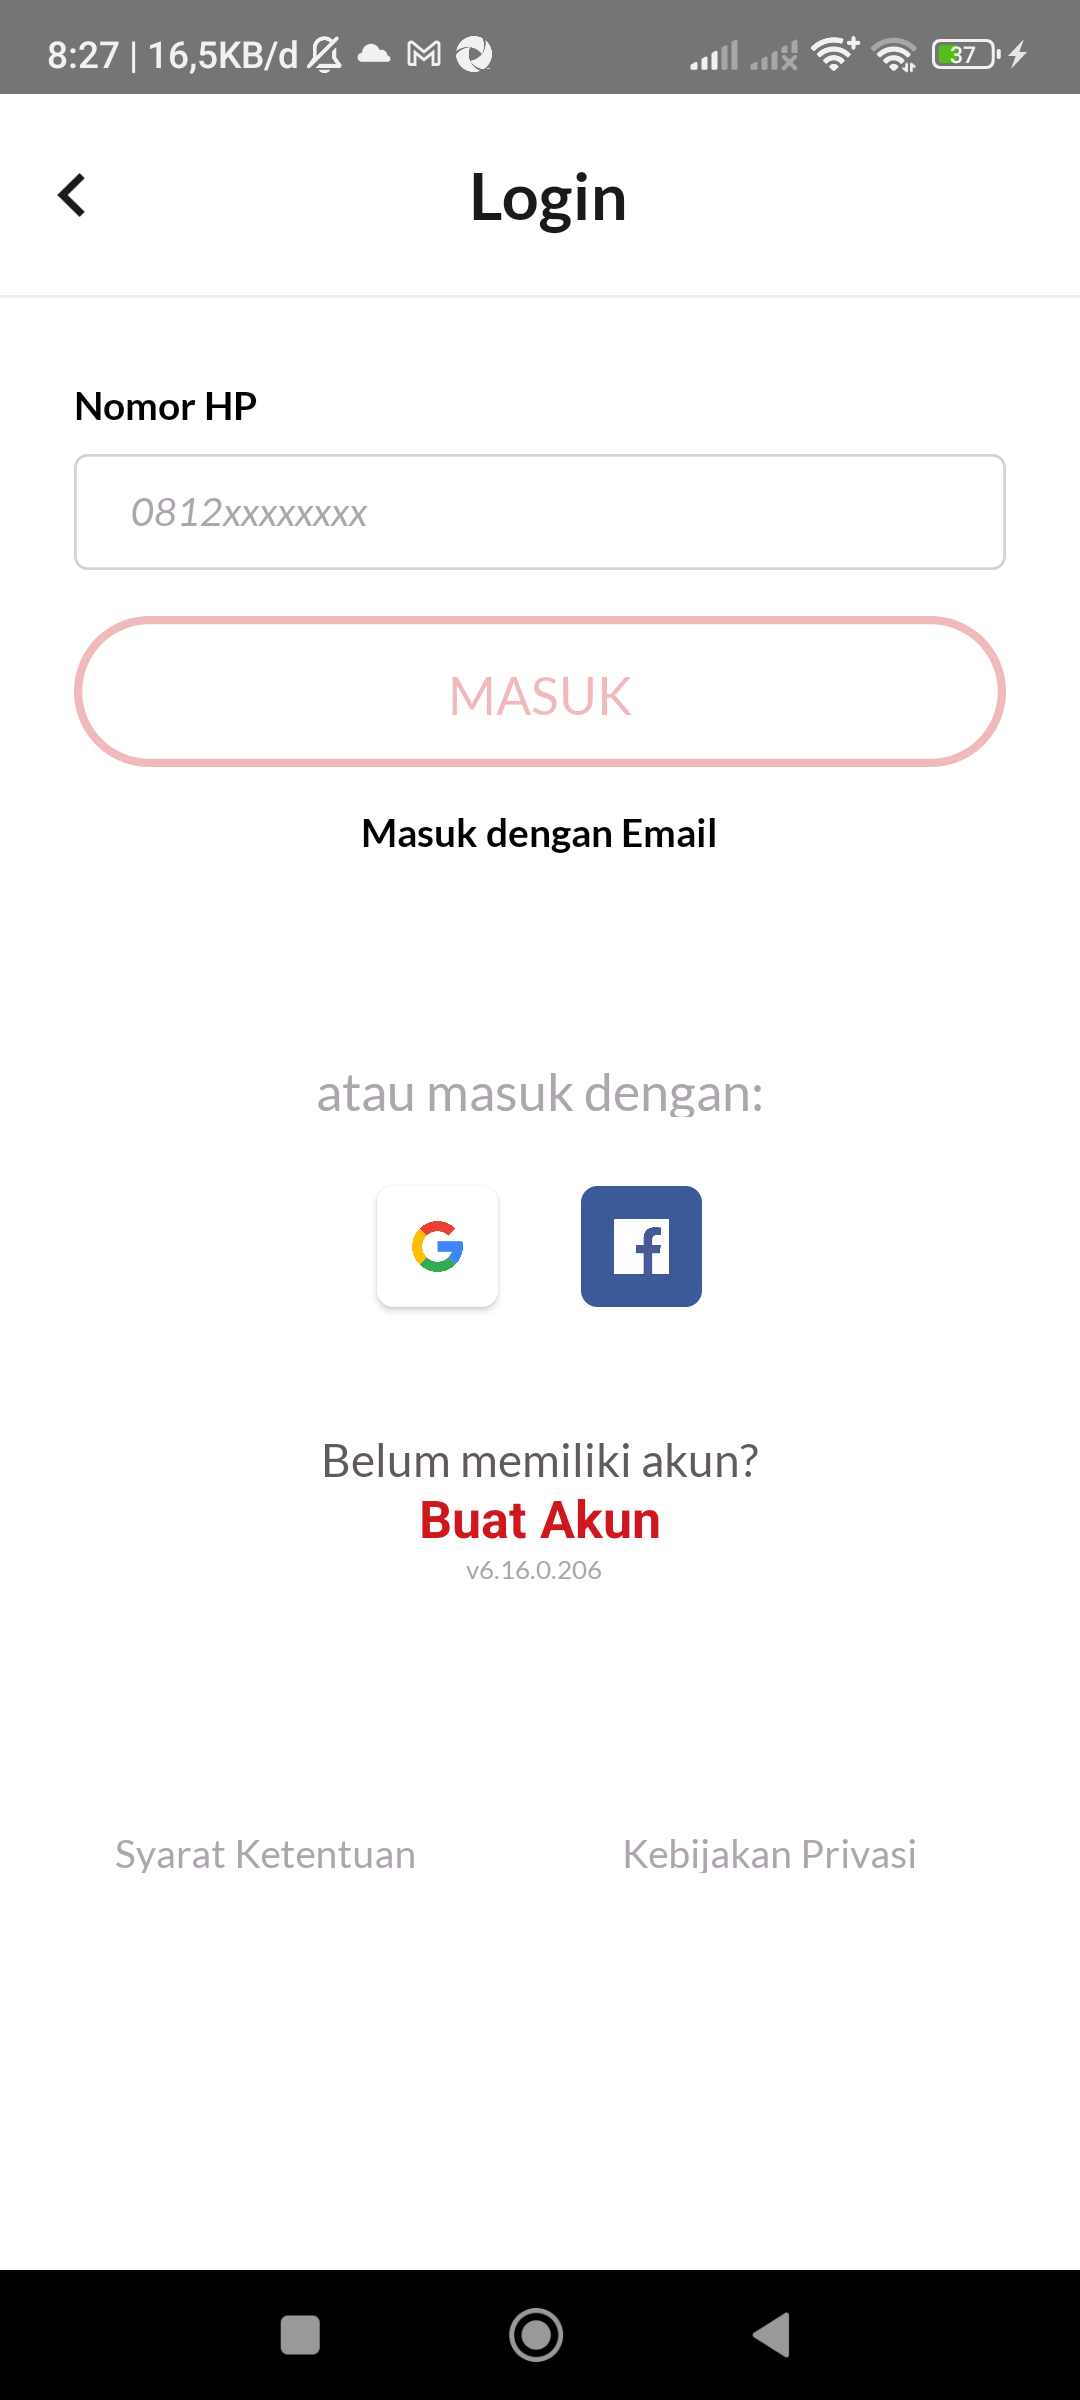 8:27 | 16,5KB/d
37
Login
Nomor HP
0812xxxxxxxx
MASUK
Masuk dengan Email
atau masuk dengan:
Belum memiliki akun?
Buat Akun
v6.16.0.206
Syarat Ketentuan
Kebijakan Privasi